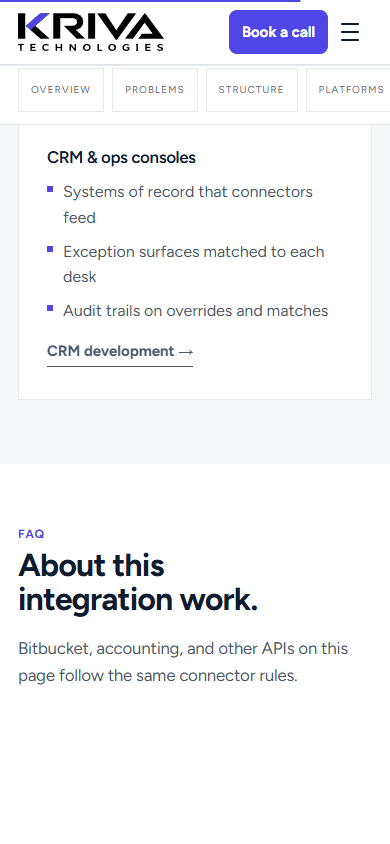 KRIVA
TECHNOLOGIES
Book a call
OVERVIEW
PROBLEMS
STRUCTURE
PLATFORMS
CRM & ops consoles
Systems of record that connectors
feed
Exception surfaces matched to each
desk
Audit trails on overrides and matches
CRM development →
FAQ
About this
integration work.
Bitbucket, accounting, and other APIs on this
page follow the same connector rules.